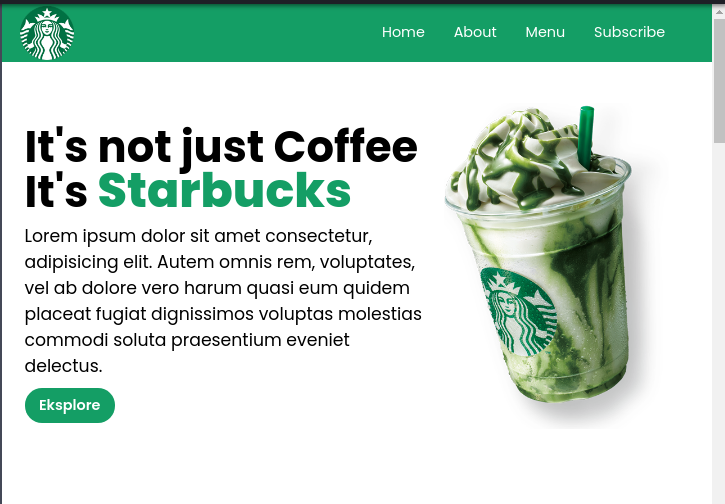 Home About Menu Subscribe
It's not just Coffee
It's Starbucks
Lorem ipsum dolor sit amet consectetur,
adipisicing elit. Autem omnis rem, voluptates,
vel ab dolore vero harum quasi eum quidem
placeat fugiat dignissimos voluptas molestias
commodi soluta praesentium eveniet
delectus.
Eksplore